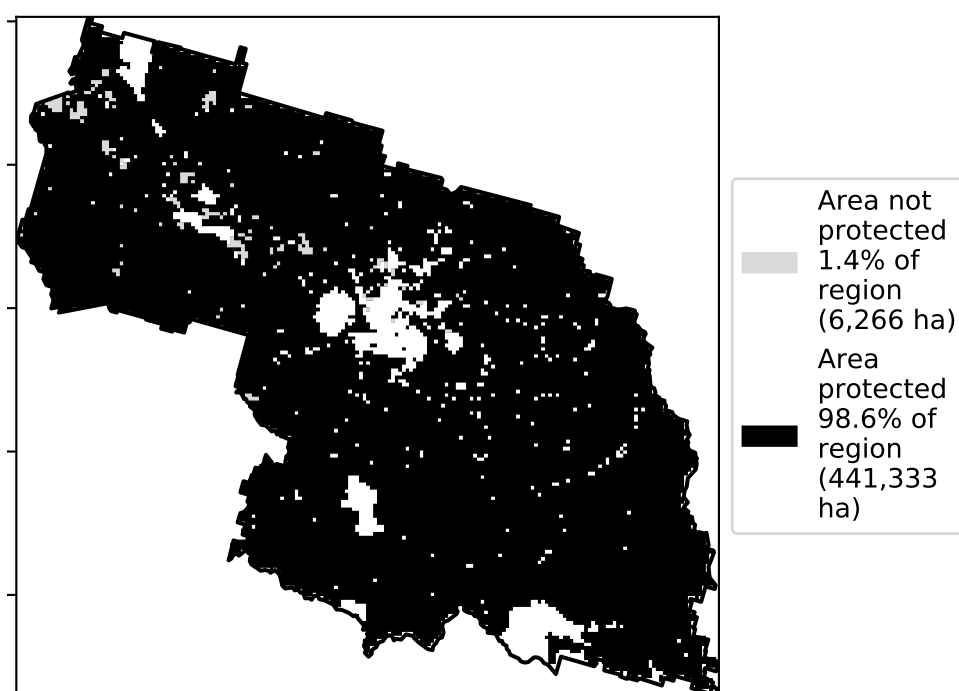 Area not
protected
1.4% of
region
(6,266 ha)
Area
protected
98.6% of
region
(441,333
ha)